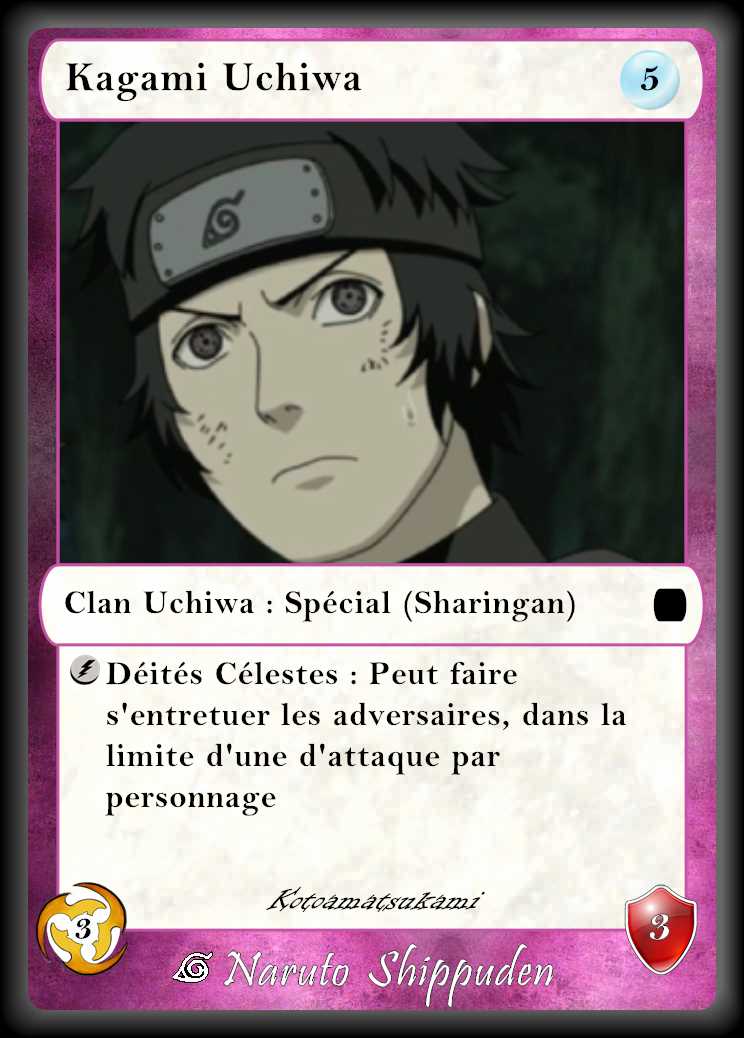 Kagami Uchiwa
5
Clan Uchiwa : Spécial (Sharingan)
Déités Célestes : Peut faire
s'entretuer les adversaires, dans la
limite d'une d'attaque par
personnage
Kotoamatsukami
3
3
Naruto Shippuden